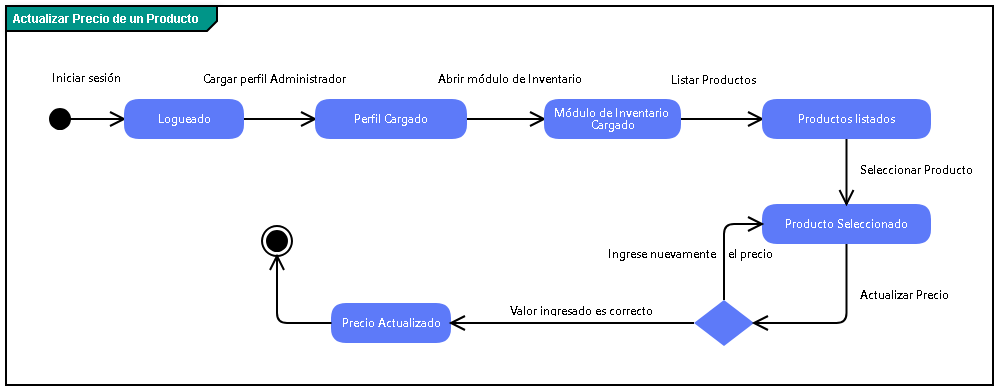 Actualizar Precio de un Producto
Iniciar sesión
Cargar perfil Administrador
Abrir módulo de Inventario
Listar Productos
Logueado
Perfil Cargado
Módulo de Inventario
Cargado
Productos listados
Seleccionar Producto
Producto Seleccionado
Ingrese nuevamente el precio
Actualizar Precio
Valor ingresado es correcto
Precio Actualizado